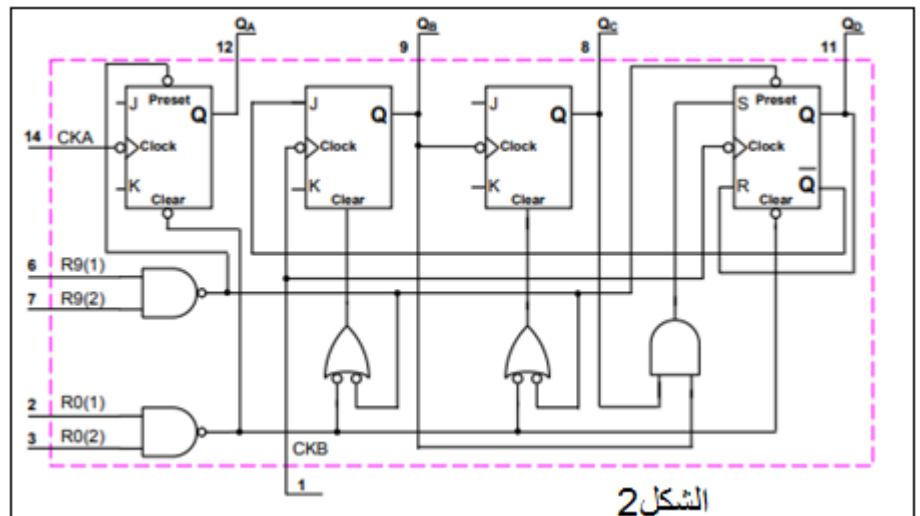 QA QB QC QD
12 9 8 11
J Preset Q
Clock
K
Clear
J Q
Clock
K
J Q
Clock
K
Clear
S Preset Q
Clock
R Q
Clear
14 CKA
6 R9(1)
7 R9(2)
2 R0(1)
3 R0(2)
CKB
1
الشكل2